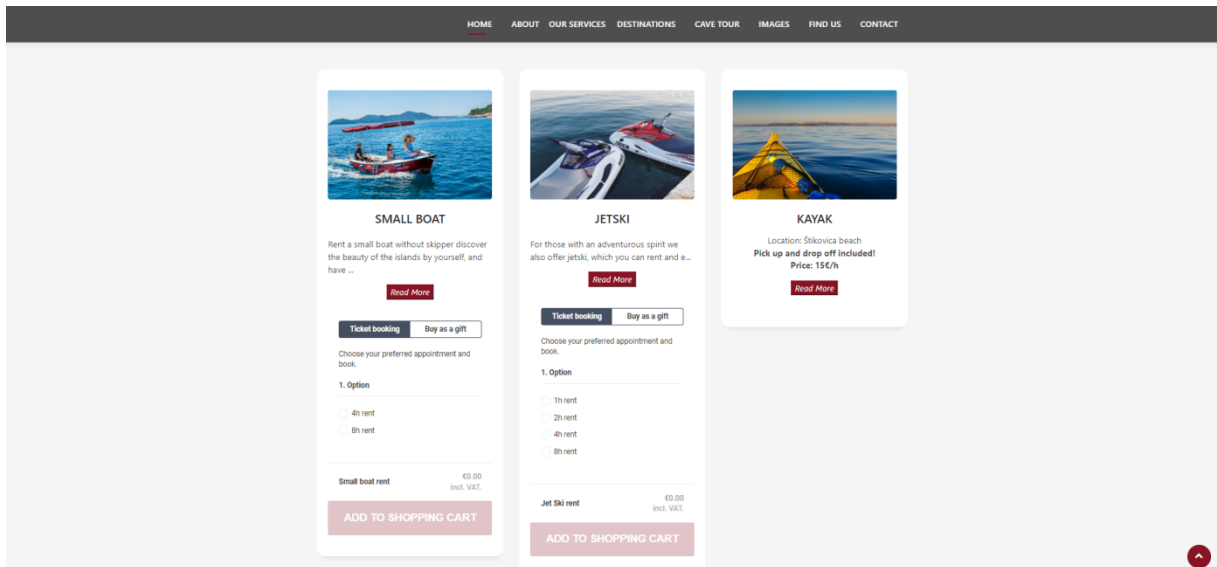 HOME ABOUT OUR SERVICES DESTINATIONS CAVE TOUR IMAGES FIND US CONTACT
SMALL BOAT
Rent a small boat without skipper discover
the beauty of the islands by yourself, and
have ...
Read More
Ticket booking Buy as a gift
Choose your preferred appointment and
book.
1. Option
4h rent
8h rent
Small boat rent €0.00
incl. VAT.
ADD TO SHOPPING CART
JETSKI
For those with an adventurous spirit we
also offer jetski, which you can rent and e...
Read More
Ticket booking Buy as a gift
Choose your preferred appointment and
book.
1. Option
1h rent
2h rent
4h rent
8h rent
Jet Ski rent €0.00
incl. VAT.
ADD TO SHOPPING CART
KAYAK
Location: Štikovica beach
Pick up and drop off included!
Price: 15€/h
Read More